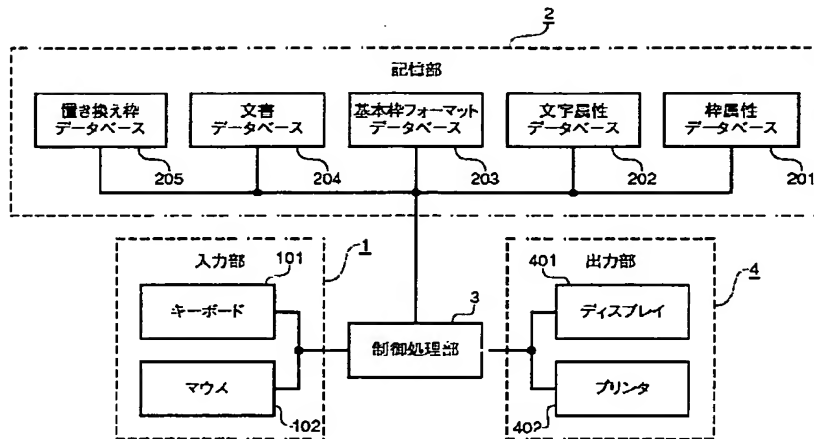 2
記憶部
置き換え枠
データベース
205
文書
データベース
204
基本枠フォーマット
データベース
203
文字属性
データベース
202
枠属性
データベース
201
入力部
1
101
キーボード
マウス
102
3
制御処理部
出力部
4
401
ディスプレイ
プリンタ
402